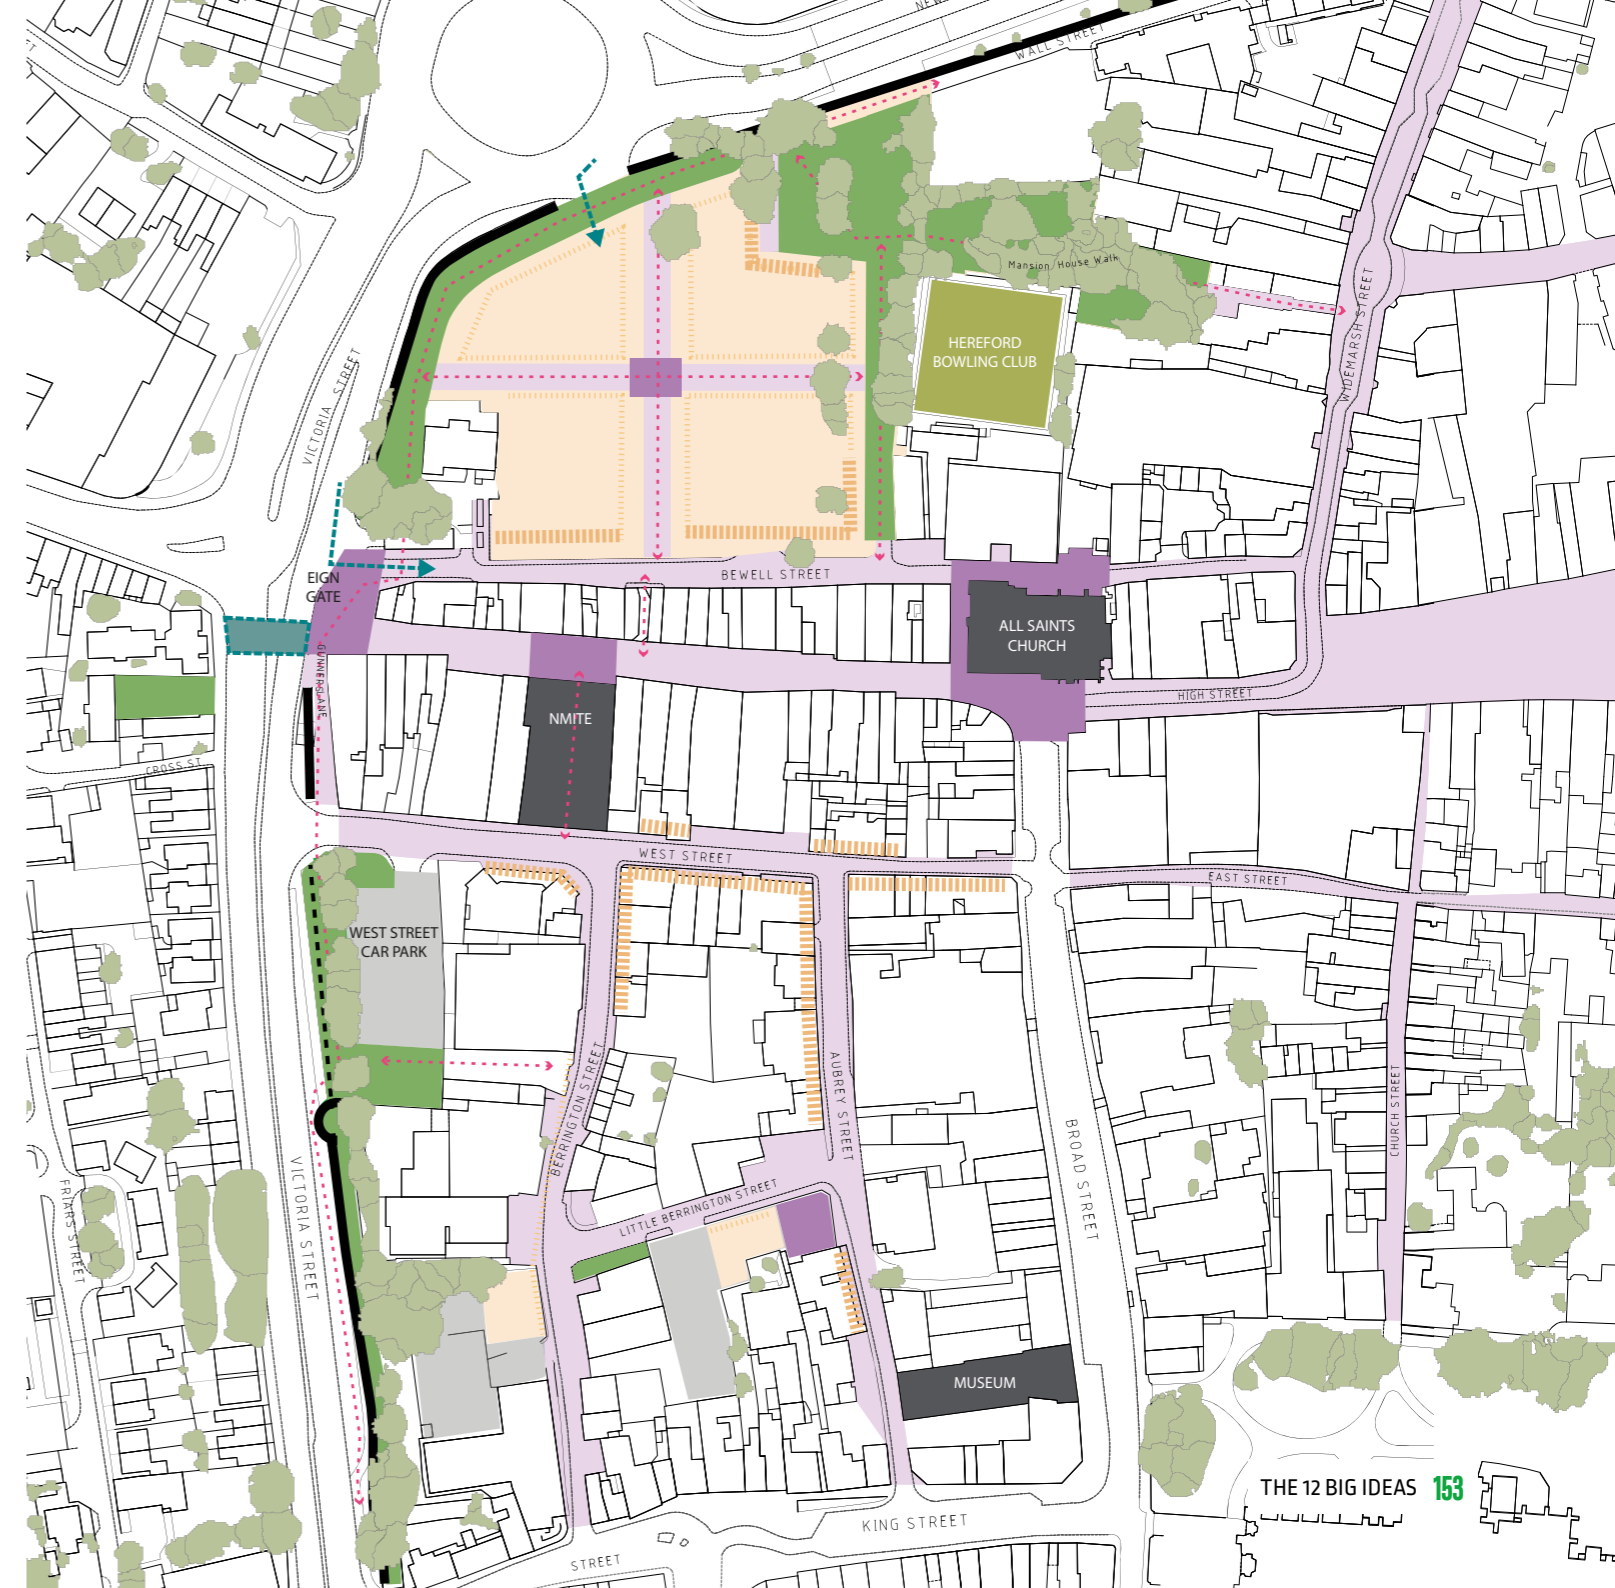 WALL STREET
Mansion House Walk
HEREFORD
BOWLING CLUB
WIDEMARSH STREET
VICTORIA STREET
BEWELL STREET
EIGN
GATE
ALL SAINTS
CHURCH
GUNNERS LANE
HIGH STREET
NMITE
CROSS ST
WEST STREET
EAST STREET
WEST STREET
CAR PARK
BERRINGTON STREET
AUBREY STREET
BROAD STREET
CHURCH STREET
FRIARS STREET
VICTORIA STREET
LITTLE BERRINGTON STREET
MUSEUM
THE 12 BIG IDEAS 153
KING STREET
STREET